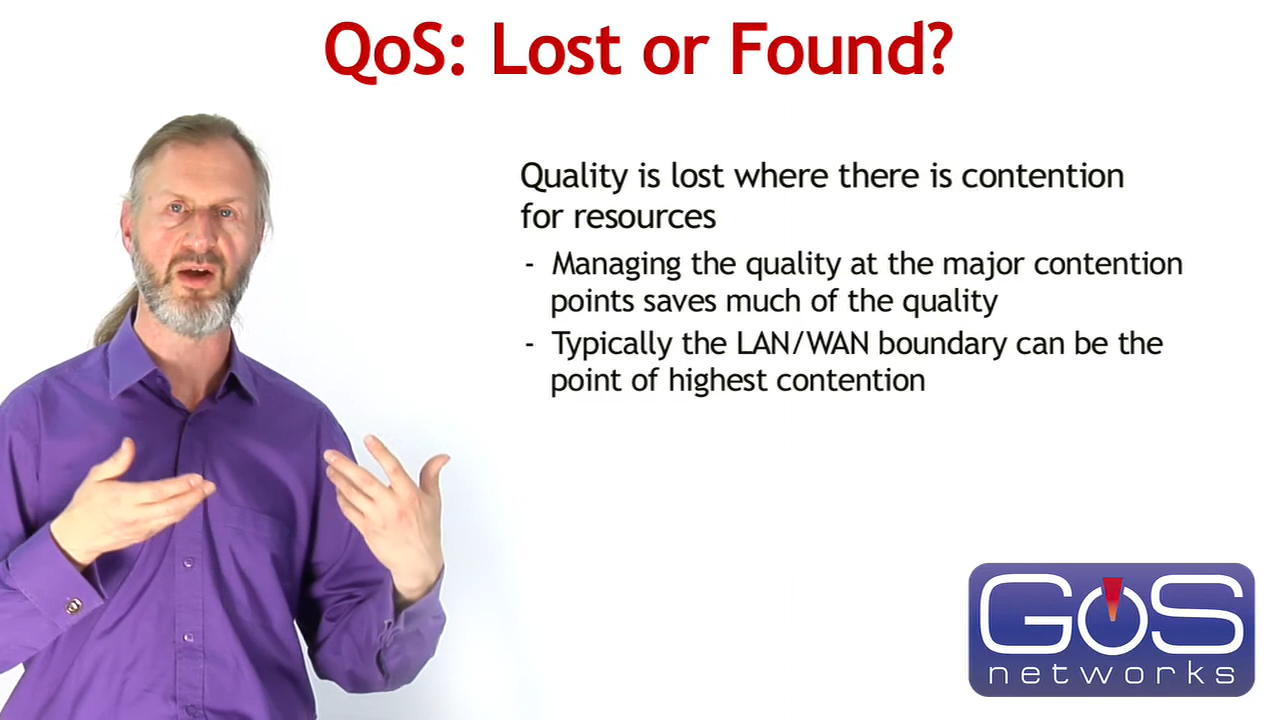 QoS: Lost or Found?
Quality is lost where there is contention
for resources
- Managing the quality at the major contention
points saves much of the quality
- Typically the LAN/WAN boundary can be the
point of highest contention
GoS
networks